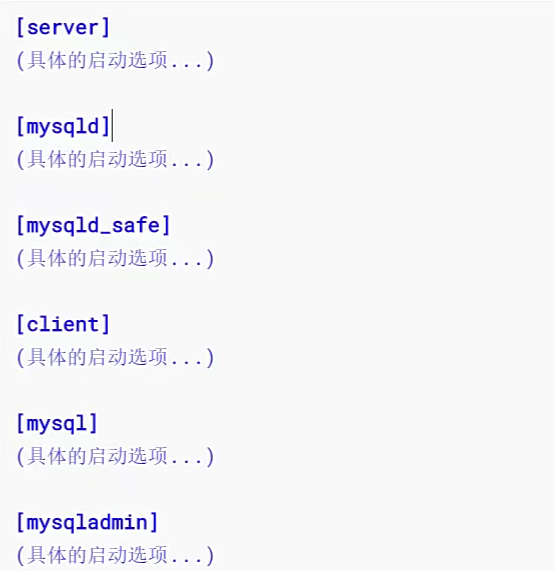 [server]
(具体的启动选项...)
[mysqld]
(具体的启动选项...)
[mysqld_safe]
(具体的启动选项...)
[client]
(具体的启动选项...)
[mysql]
(具体的启动选项...)
[mysqladmin]
(具体的启动选项...)